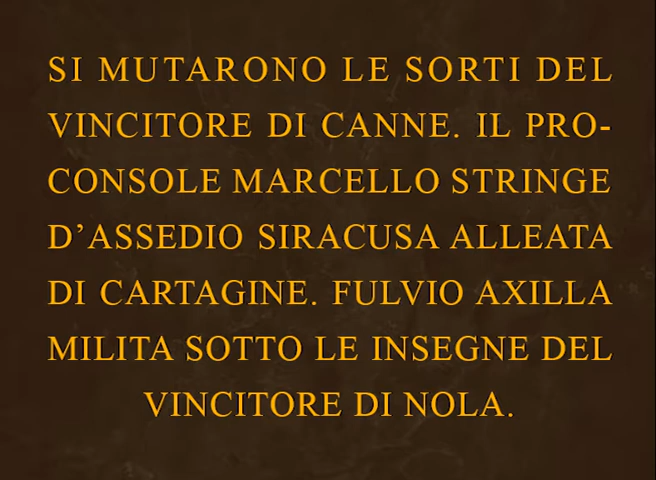 SI MUTARONO LE SORTI DEL
VINCITORE DI CANNE. IL PRO-
CONSOLE MARCELLO STRINGE
D'ASSEDIO SIRACUSA ALLEATA
DI CARTAGINE. FULVIO AXILLA
MILITA SOTTO LE INSEGNE DEL
VINCITORE DI NOLA.